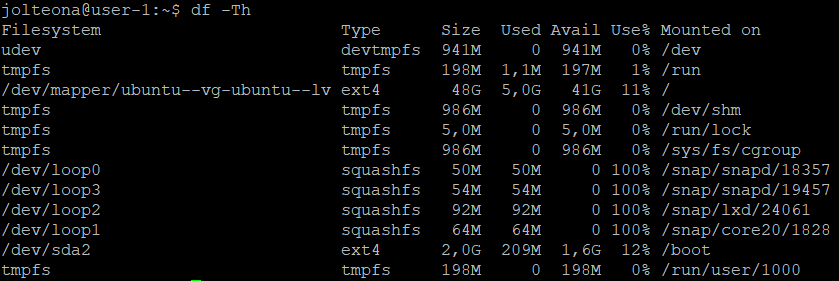 jolteona@user-1:~$ df -Th
Filesystem                        Type      Size  Used Avail Use% Mounted on
udev                              devtmpfs  941M     0  941M   0% /dev
tmpfs                             tmpfs     198M  1,1M  197M   1% /run
/dev/mapper/ubuntu--vg-ubuntu--lv ext4       48G  5,0G   41G  11% /
tmpfs                             tmpfs     986M     0  986M   0% /dev/shm
tmpfs                             tmpfs     5,0M     0  5,0M   0% /run/lock
tmpfs                             tmpfs     986M     0  986M   0% /sys/fs/cgroup
/dev/loop0                        squashfs   50M   50M     0 100% /snap/snapd/18357
/dev/loop3                        squashfs   54M   54M     0 100% /snap/snapd/19457
/dev/loop2                        squashfs   92M   92M     0 100% /snap/lxd/24061
/dev/loop1                        squashfs   64M   64M     0 100% /snap/core20/1828
/dev/sda2                         ext4      2,0G  209M  1,6G  12% /boot
tmpfs                             tmpfs     198M     0  198M   0% /run/user/1000